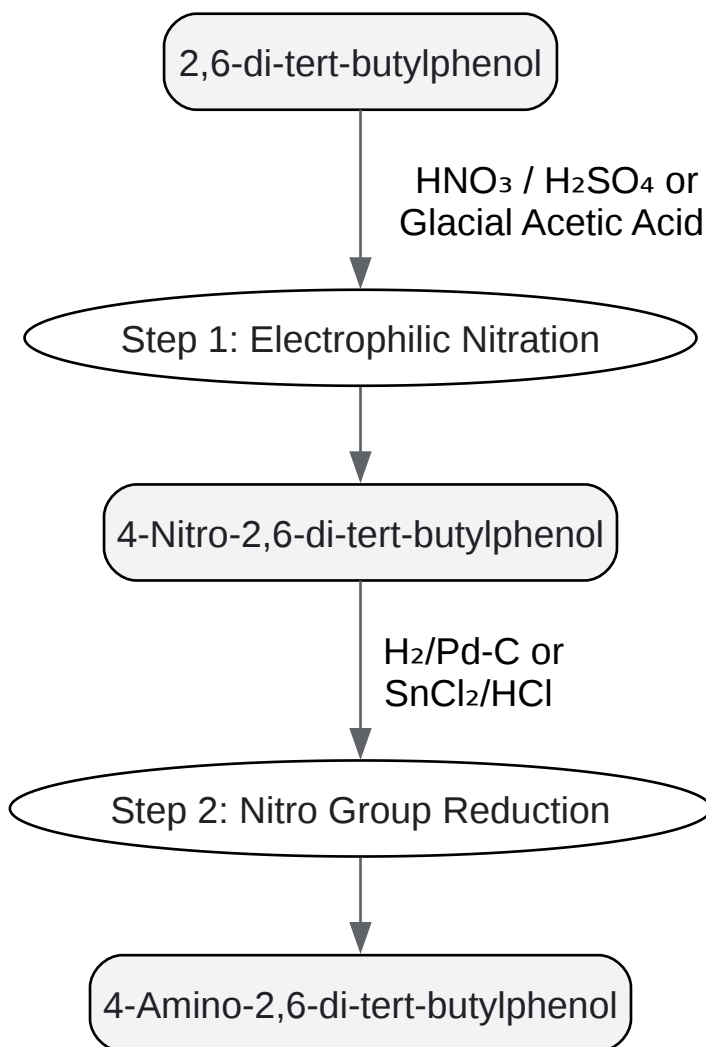 2,6-di-tert-butylphenol
HNO₃ / H₂SO₄ or
Glacial Acetic Acid
Step 1: Electrophilic Nitration
4-Nitro-2,6-di-tert-butylphenol
H₂/Pd-C or
SnCl₂/HCl
Step 2: Nitro Group Reduction
4-Amino-2,6-di-tert-butylphenol